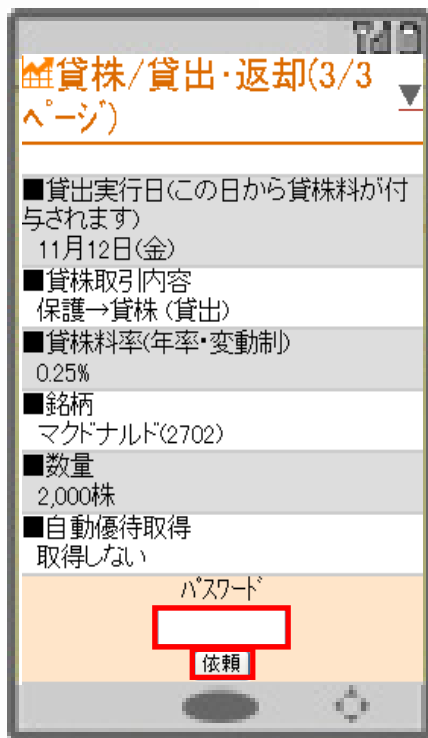 貸株/貸出・返却(3/3
ページ)
▼
■貸出実行日(この日から貸株料が付
与されます)
11月12日(金)
■貸株取引内容
保護→貸株(貸出)
■貸株料率(年率・変動制)
0.25%
■銘柄
マクドナルド(2702)
■数量
2,000株
■自動優待取得
取得しない
パスワード
依頼